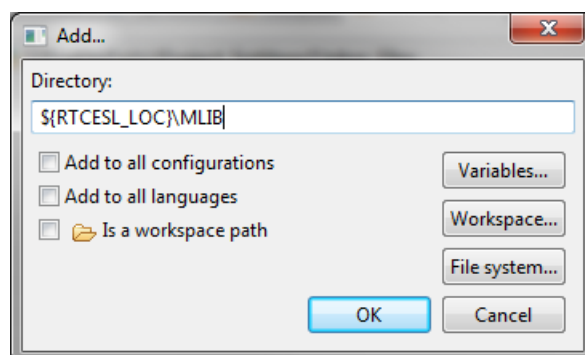 Add...
Directory:
${RTCESL_LOC}\MLIB
Add to all configurations
Variables...
Add to all languages
Workspace...
Is a workspace path
File system...
OK
Cancel